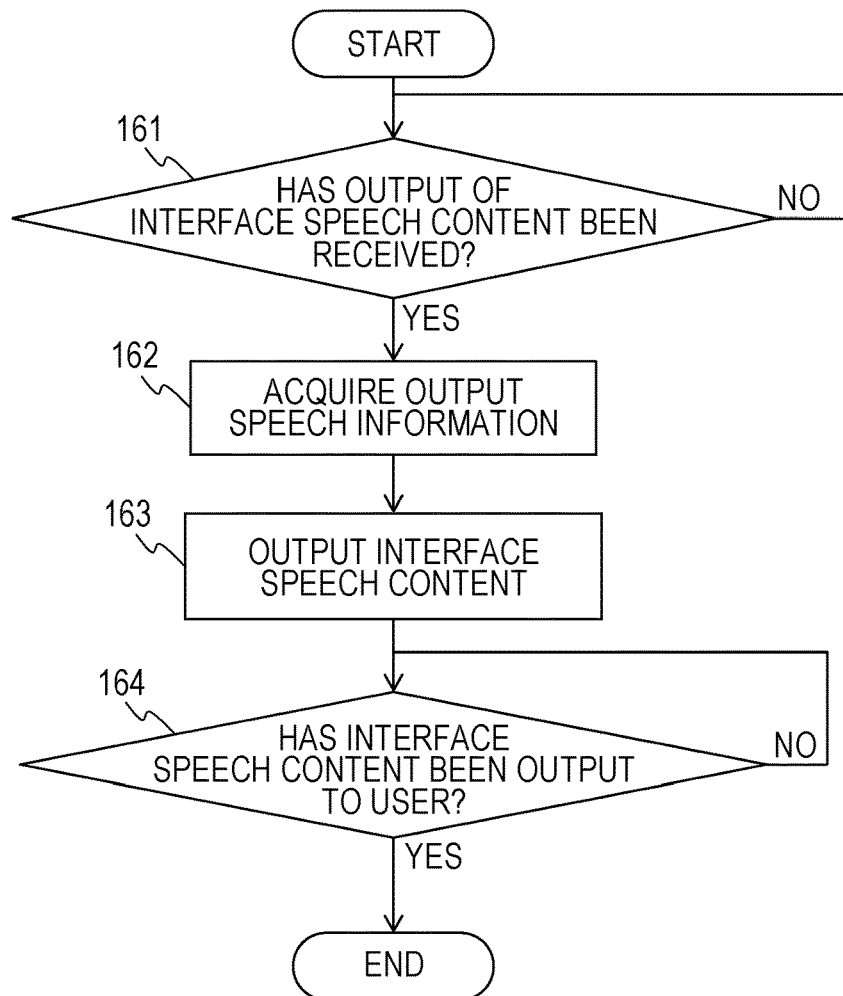 START
161
HAS OUTPUT OF
INTERFACE SPEECH CONTENT BEEN
RECEIVED?
NO
YES
162
ACQUIRE OUTPUT
SPEECH INFORMATION
163
OUTPUT INTERFACE
SPEECH CONTENT
164
HAS INTERFACE
SPEECH CONTENT BEEN OUTPUT
TO USER?
NO
YES
END